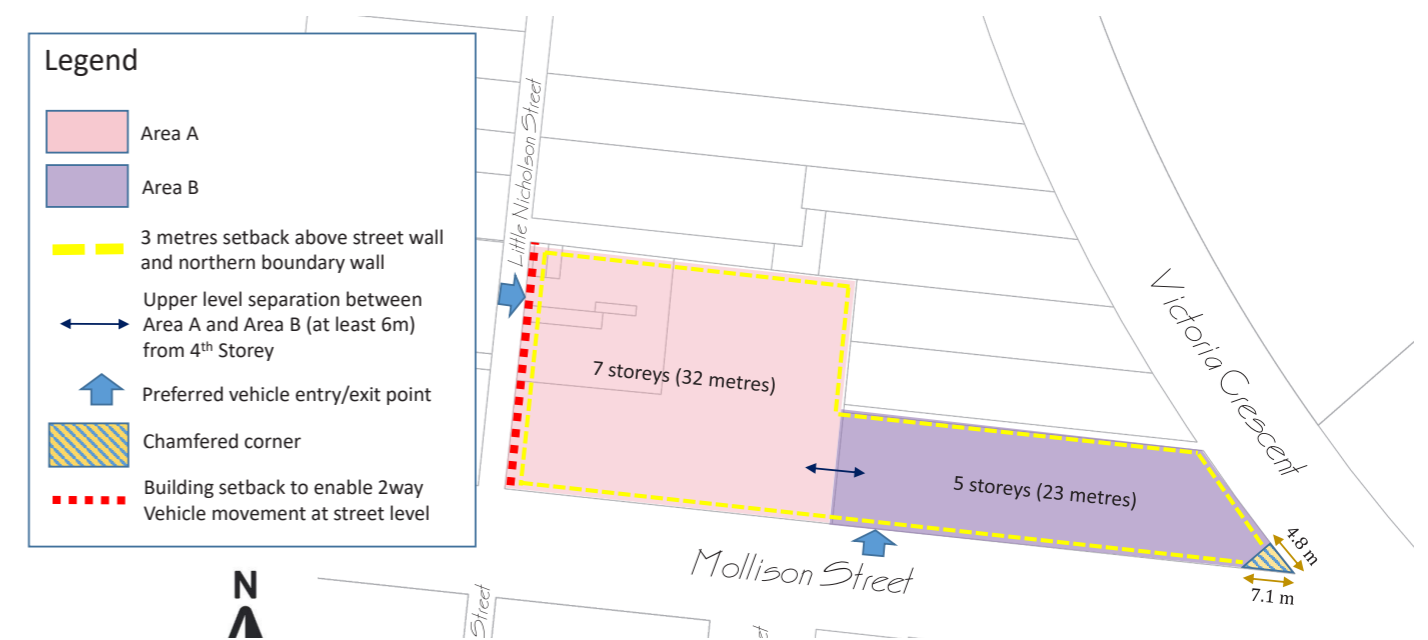 Legend
Area A
Area B
3 metres setback above street wall
and northern boundary wall
Upper level separation between
Area A and Area B (at least 6m)
from 4th Storey
Preferred vehicle entry/exit point
Chamfered corner
Building setback to enable 2way
Vehicle movement at street level
Little Nicholson Street
7 storeys (32 metres)
5 storeys (23 metres)
Victoria Crescent
4.8 m
7.1 m
Mollison Street
N
Street
et